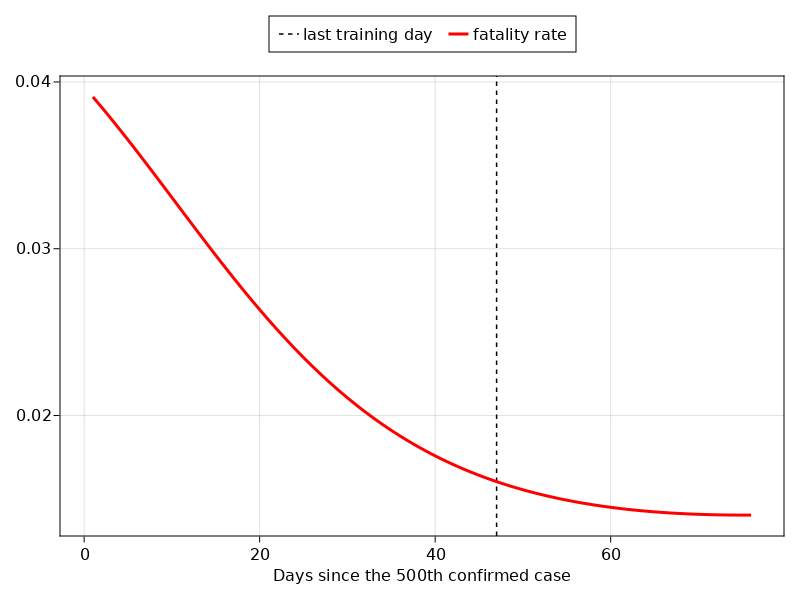 last training day fatality rate
0.04
0.03
0.02
0 20 40 60
Days since the 500th confirmed case